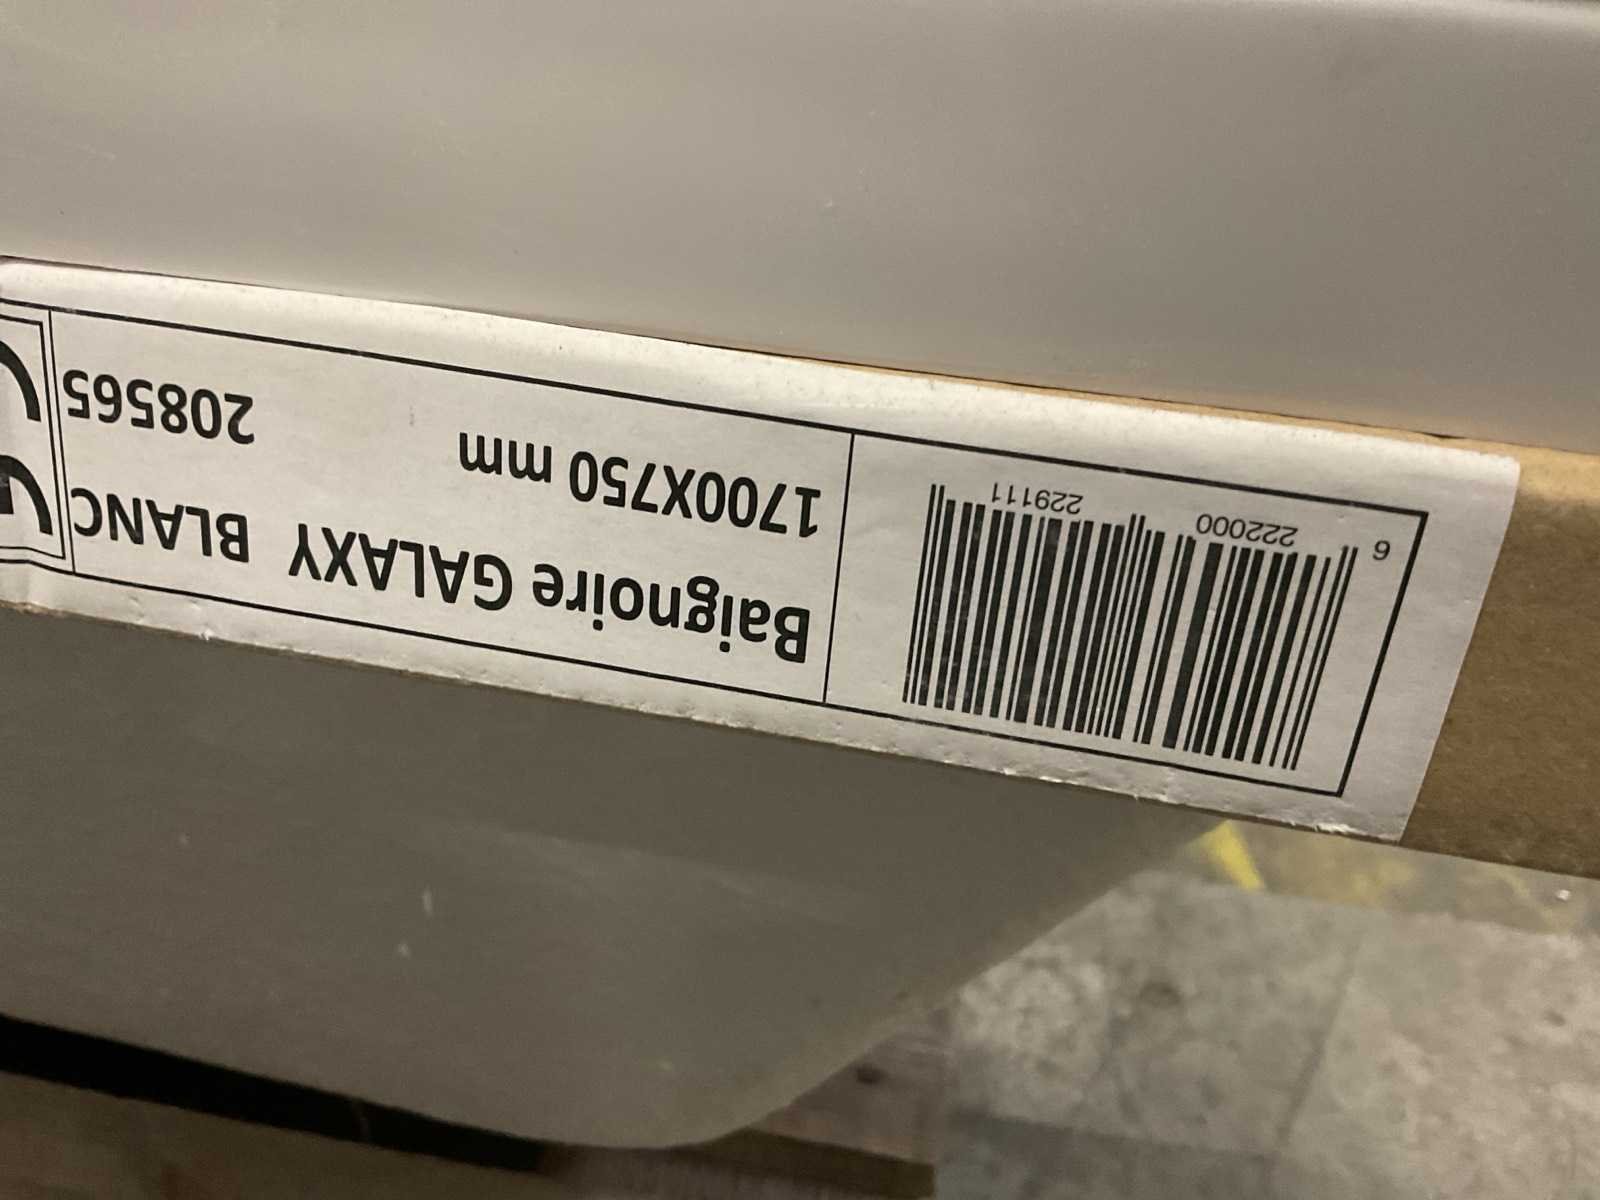 6 222000 229111
Baignoire GALAXY BLANC
1700X750 mm 208565